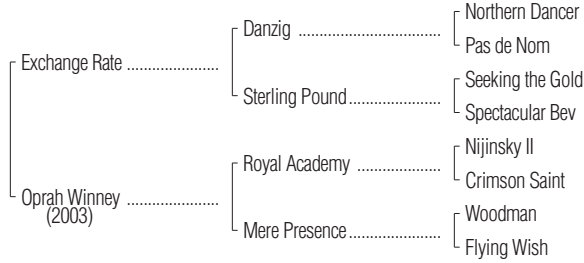 Northern Dancer
Danzig ..............................
Pas de Nom
Exchange Rate ....................
Seeking the Gold
Sterling Pound ....................
Spectacular Bev
Nijinsky II
Royal Academy ..................
Crimson Saint
Oprah Winney ....................
(2003)
Woodman
Mere Presence ....................
Flying Wish